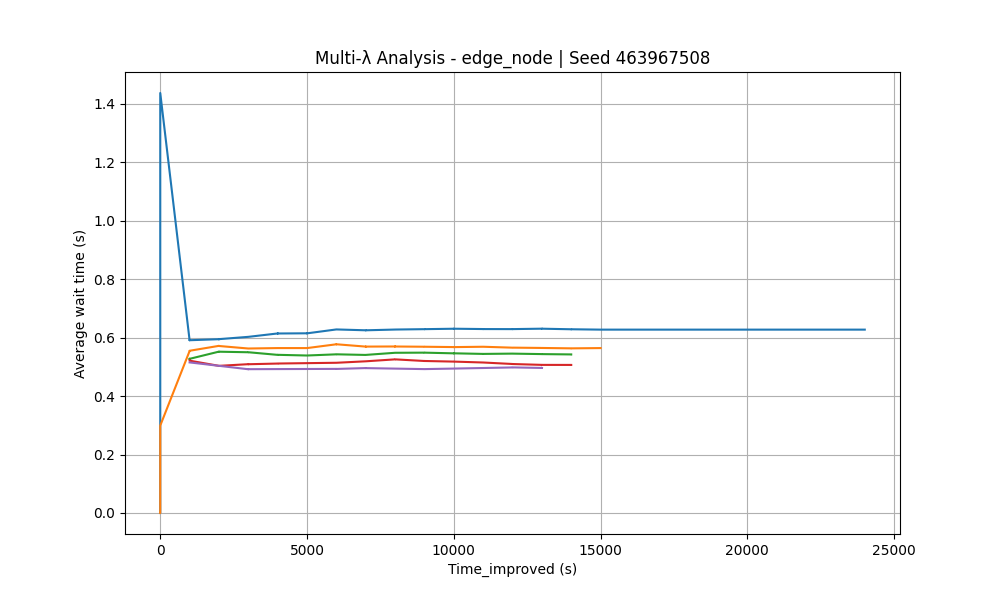 Multi-λ Analysis - edge_node | Seed 463967508
Average wait time (s)
1.4
1.2
1.0
0.8
0.6
0.4
0.2
0.0
0 5000 10000 15000 20000 25000
Time_improved (s)